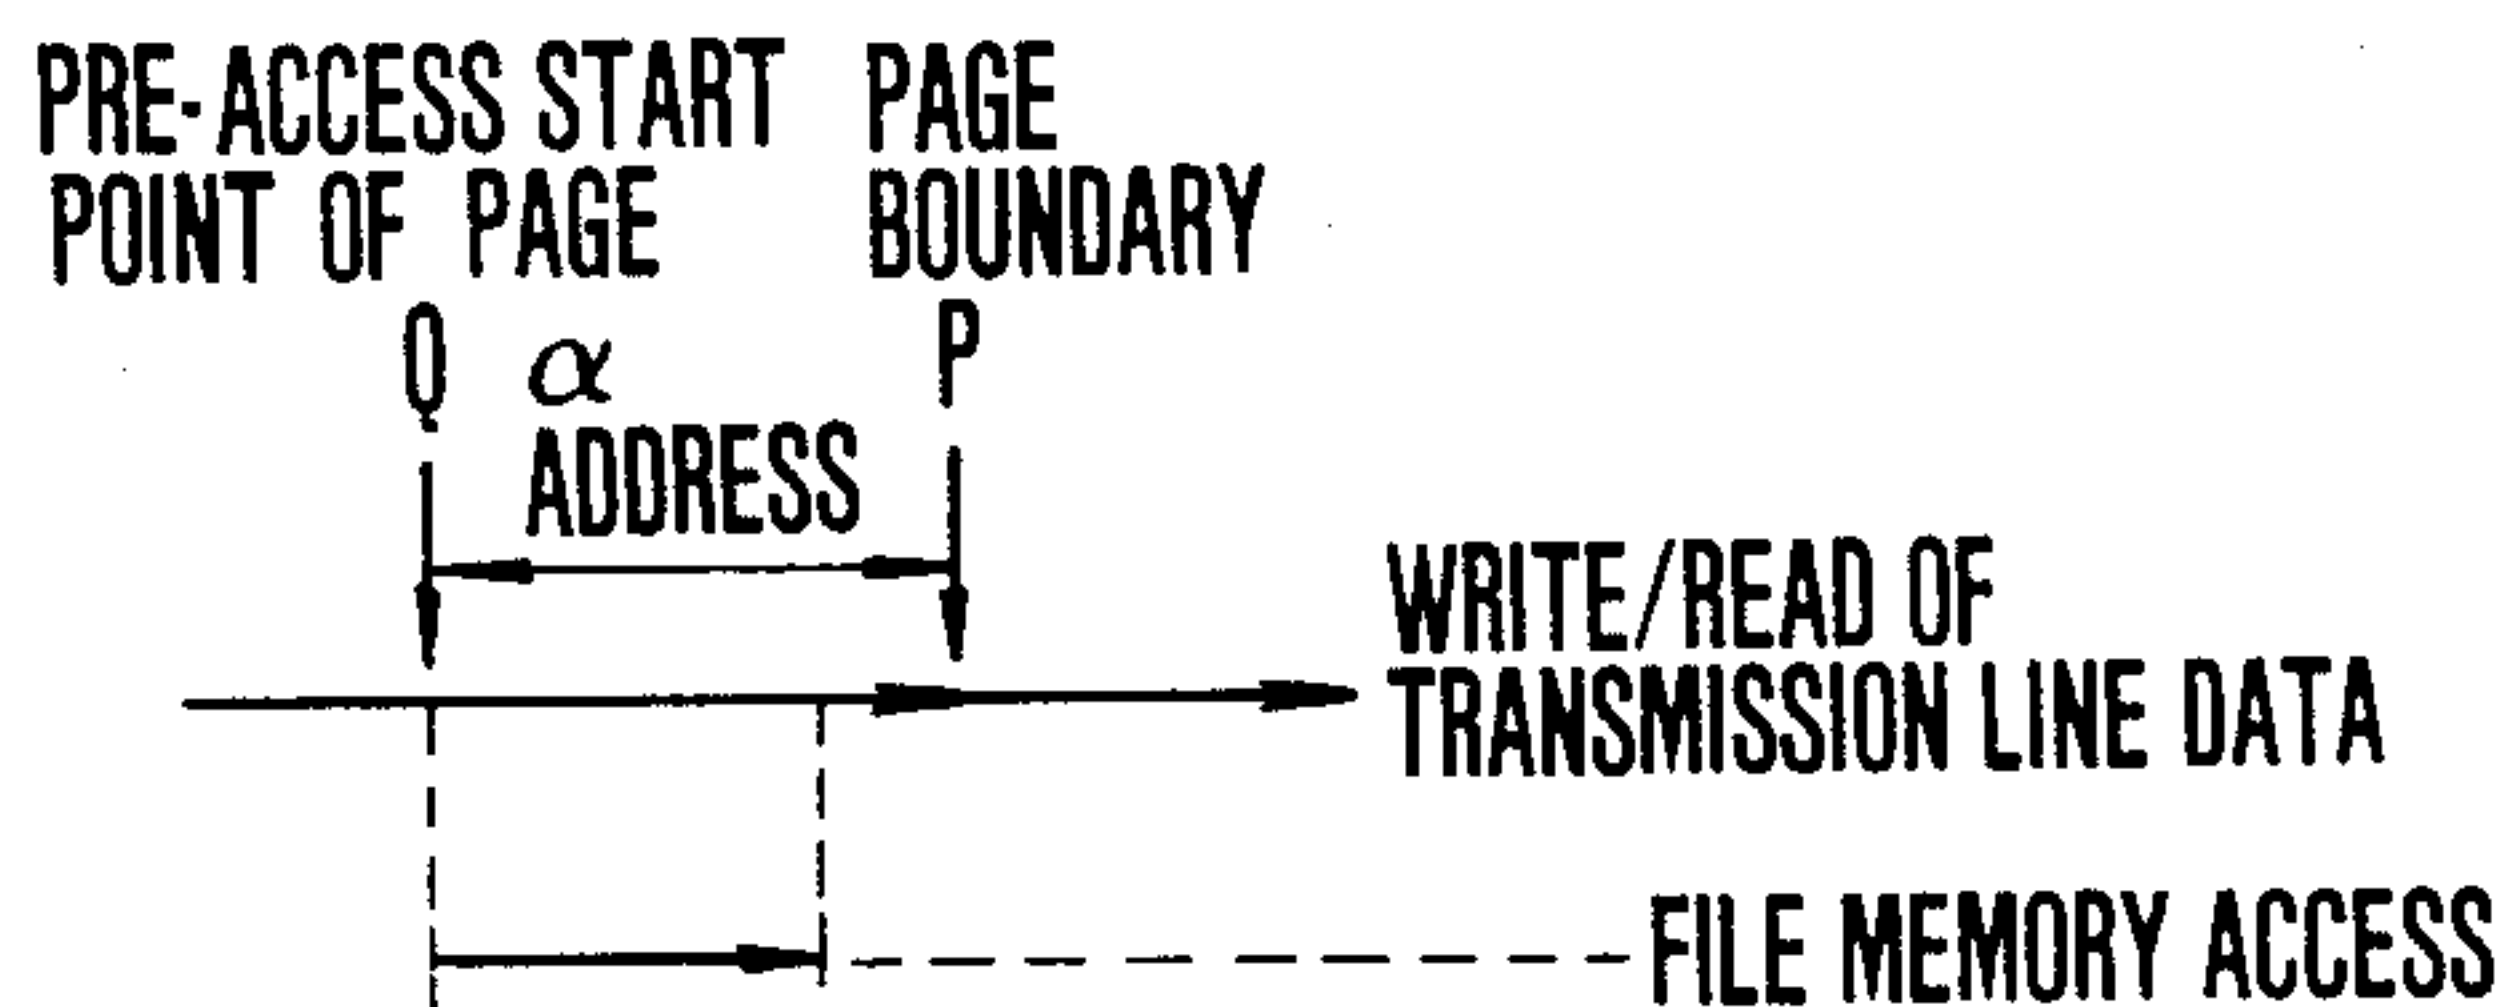 PRE-ACCESS START
POINT OF PAGE
PAGE
BOUNDARY
Q
α
P
ADDRESS
WRITE/READ OF
TRANSMISSION LINE DATA
FILE MEMORY ACCESS